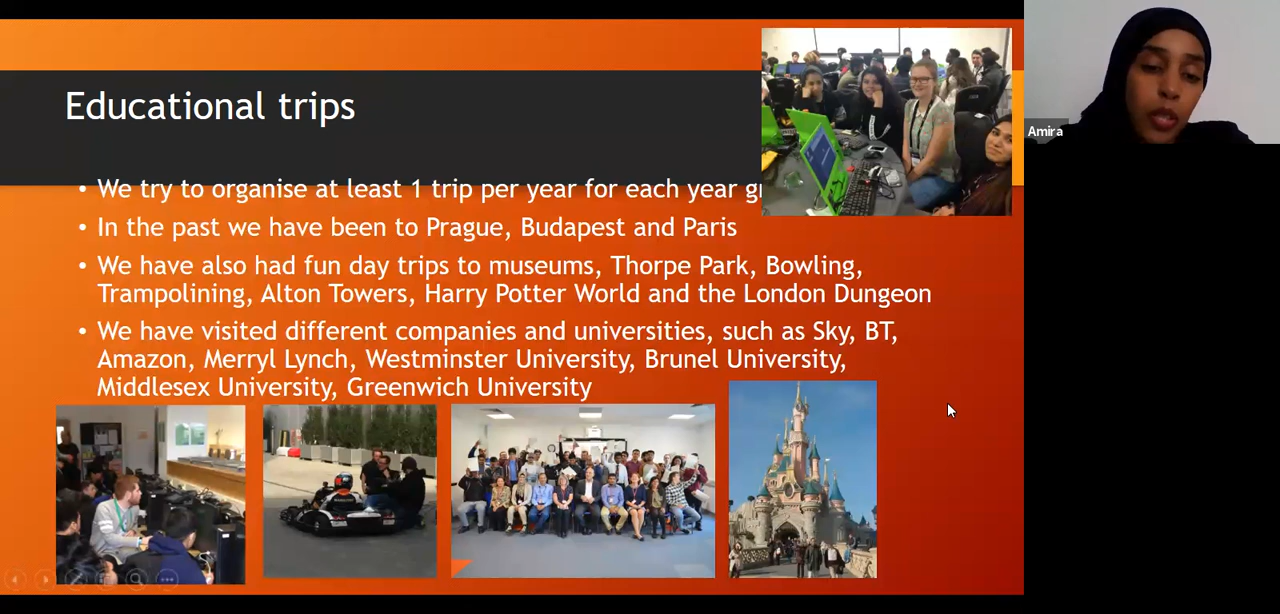 Educational trips
• We try to organise at least 1 trip per year for each year
• In the past we have been to Prague, Budapest and Paris
• We have also had fun day trips to museums, Thorpe Park, Bowling,
Trampolining, Alton Towers, Harry Potter World and the London Dungeon
• We have visited different companies and universities, such as Sky, BT,
Amazon, Merryl Lynch, Westminster University, Brunel University,
Middlesex University, Greenwich University
Amira